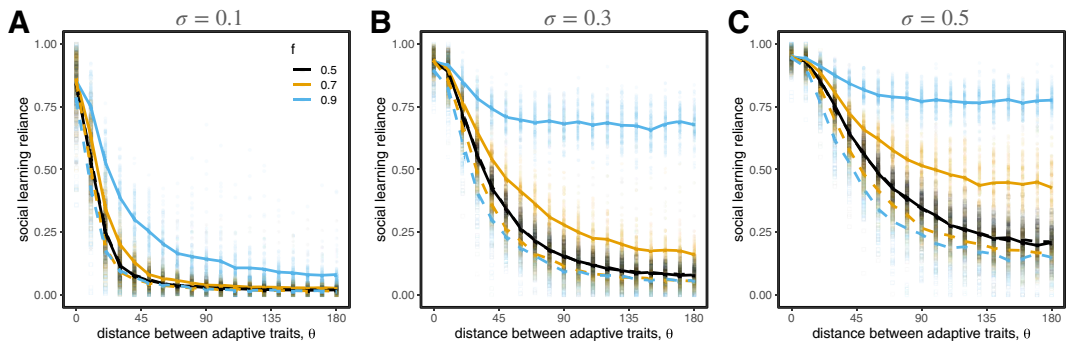 A
σ = 0.1
B
σ = 0.3
C
σ = 0.5
social learning reliance
1.00
0.75
0.50
0.25
0.00
f
0.5
0.7
0.9
0
45
90
135
180
distance between adaptive traits, θ
social learning reliance
1.00
0.75
0.50
0.25
0.00
0
45
90
135
180
distance between adaptive traits, θ
social learning reliance
1.00
0.75
0.50
0.25
0.00
0
45
90
135
180
distance between adaptive traits, θ